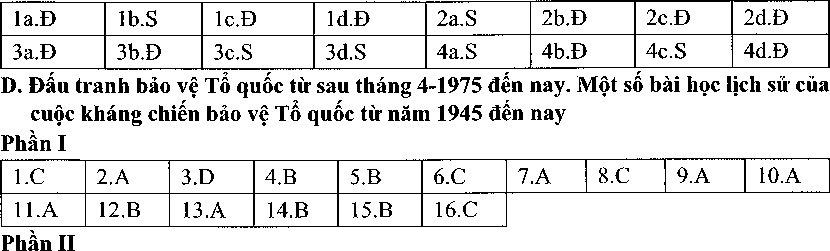 1a.Đ 1b.S 1c.Đ 1d.Đ 2a.S 2b.Đ 2c.Đ 2d.Đ
3a.Đ 3b.Đ 3c.S 3d.S 4a.S 4b.Đ 4c.S 4d.Đ
D. Đấu tranh bảo vệ Tổ quốc từ sau tháng 4-1975 đến nay. Một số bài học lịch sử của
cuộc kháng chiến bảo vệ Tổ quốc từ năm 1945 đến nay
Phần I
1.C 2.A 3.D 4.B 5.B 6.C 7.A 8.C 9.A 10.A
11.A 12.B 13.A 14.B 15.B 16.C
Phần II